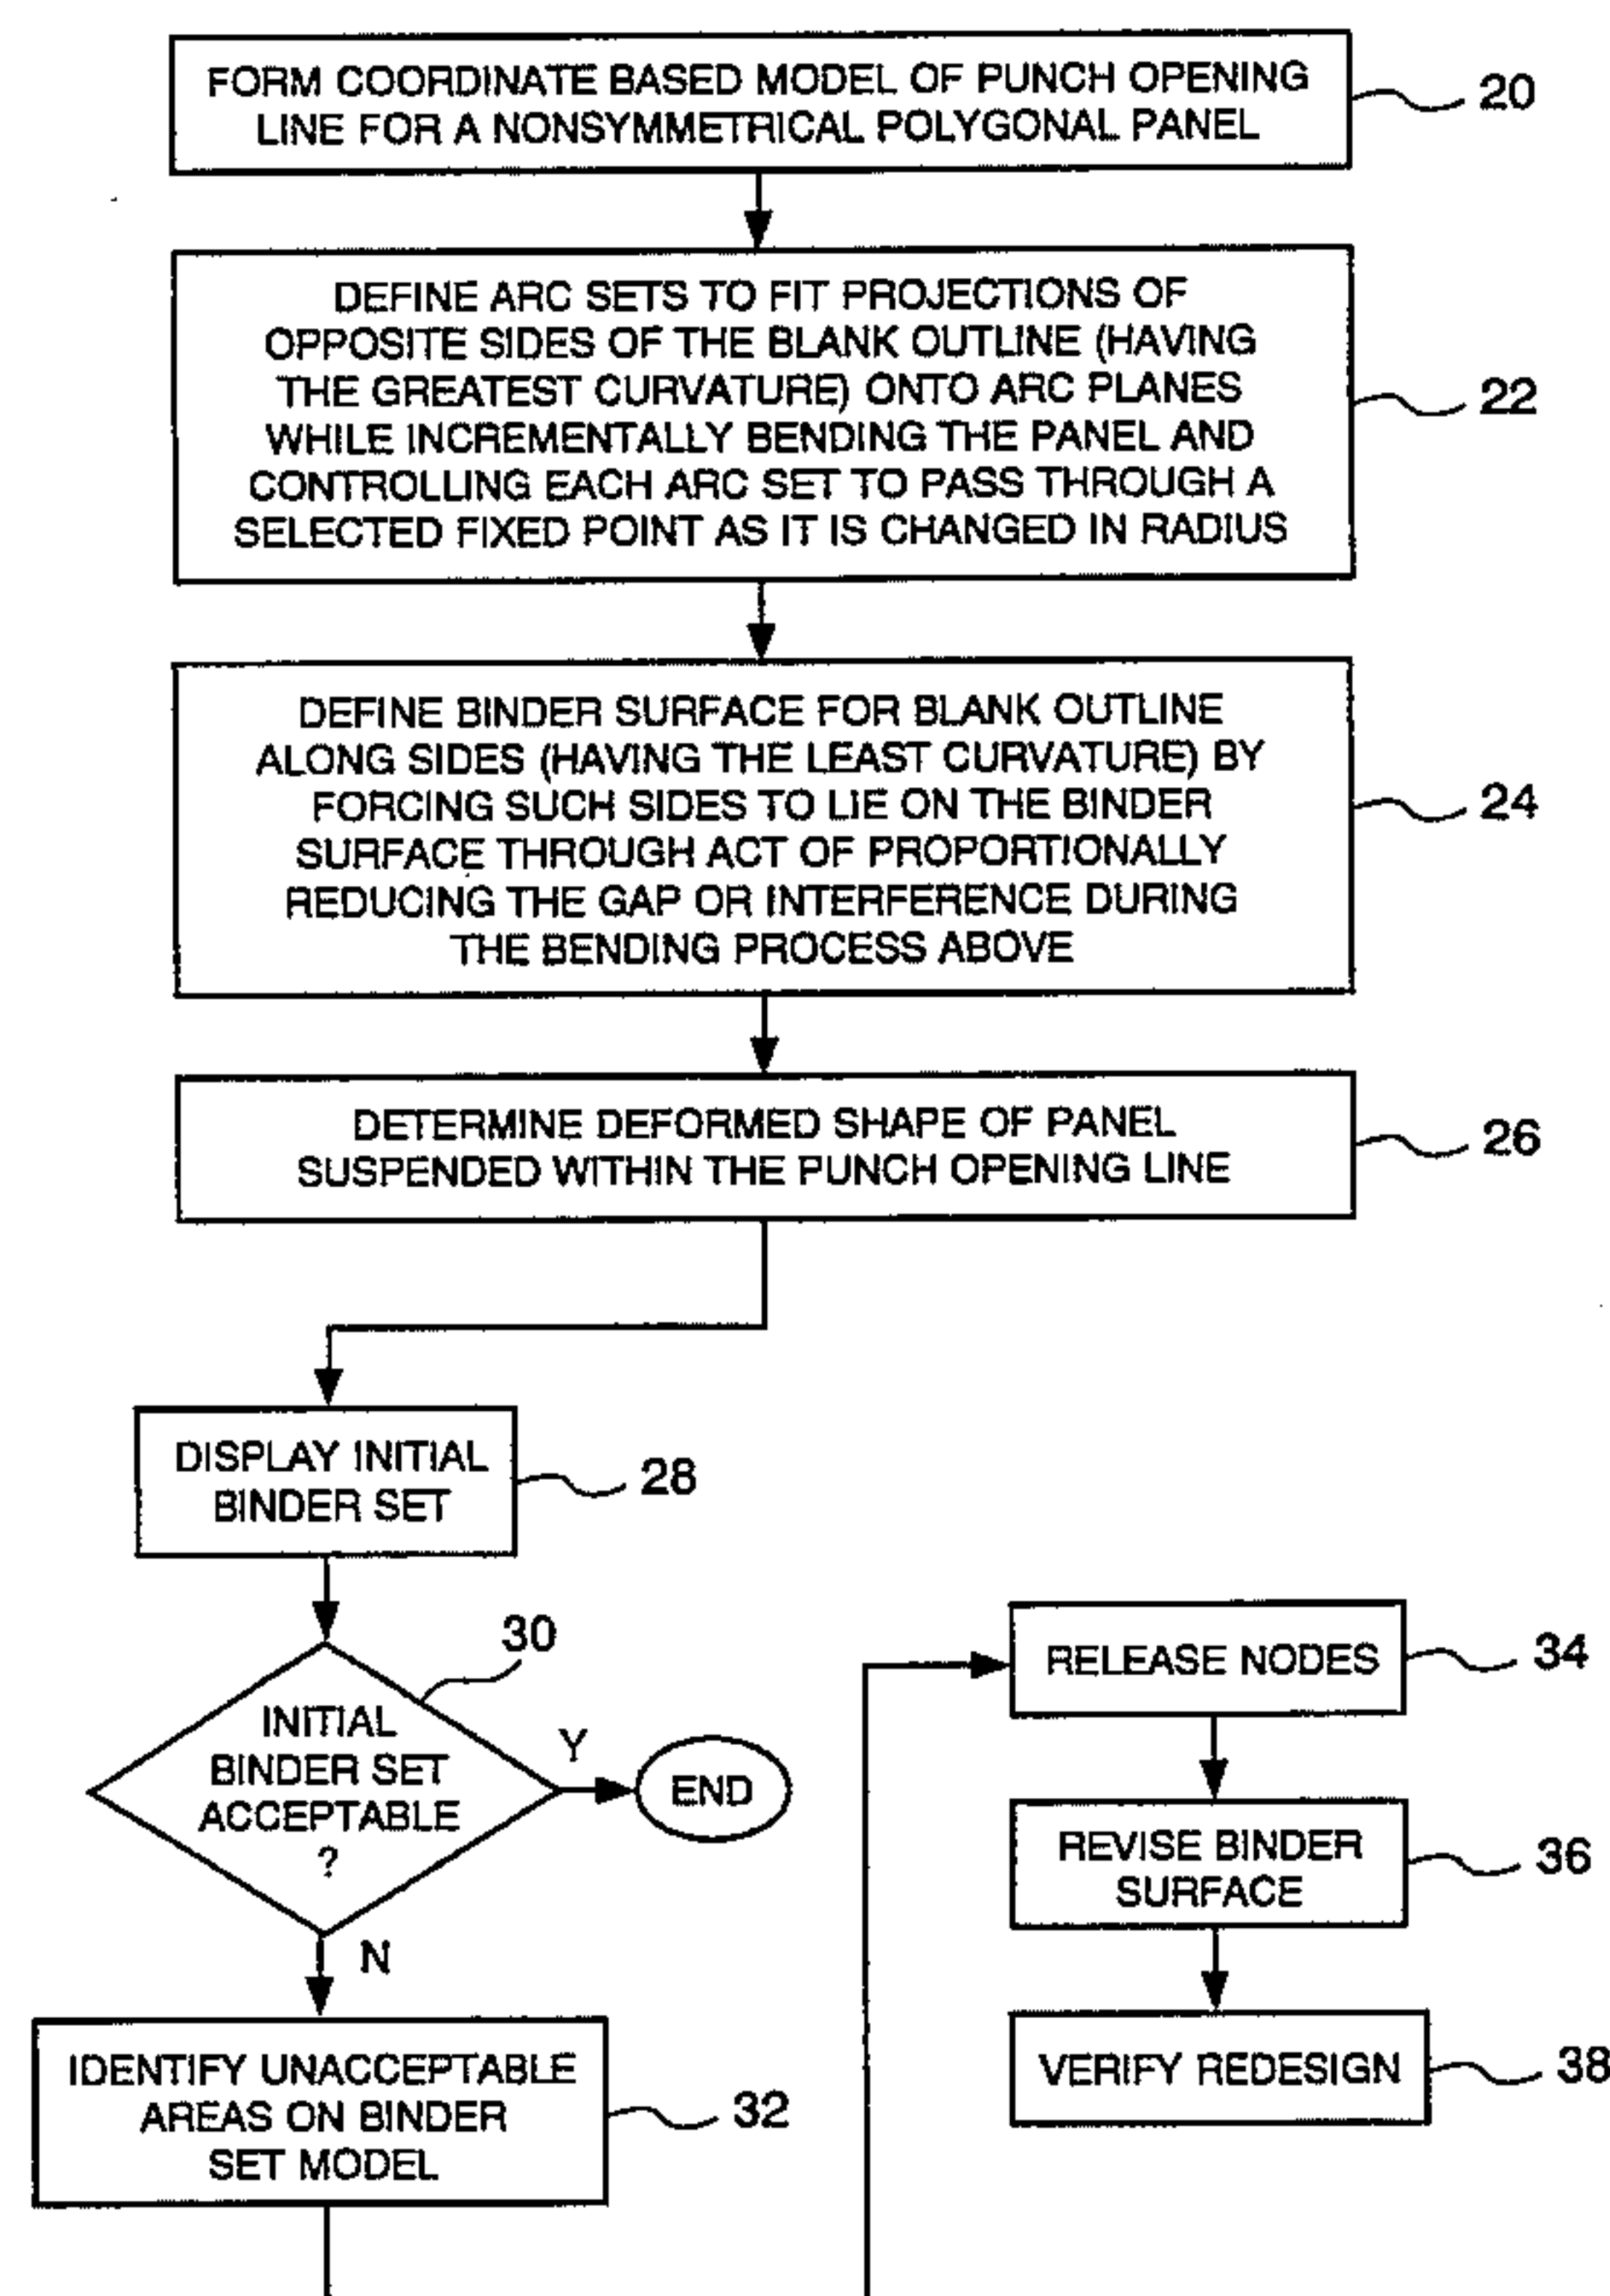 FORM COORDINATE BASED MODEL OF PUNCH OPENING
LINE FOR A NONSYMMETRICAL POLYGONAL PANEL
20
DEFINE ARC SETS TO FIT PROJECTIONS OF
OPPOSITE SIDES OF THE BLANK OUTLINE (HAVING
THE GREATEST CURVATURE) ONTO ARC PLANES
WHILE INCREMENTALLY BENDING THE PANEL AND
CONTROLLING EACH ARC SET TO PASS THROUGH A
SELECTED FIXED POINT AS IT IS CHANGED IN RADIUS
22
DEFINE BINDER SURFACE FOR BLANK OUTLINE
ALONG SIDES (HAVING THE LEAST CURVATURE) BY
FORCING SUCH SIDES TO LIE ON THE BINDER
SURFACE THROUGH ACT OF PROPORTIONALLY
REDUCING THE GAP OR INTERFERENCE DURING
THE BENDING PROCESS ABOVE
24
DETERMINE DEFORMED SHAPE OF PANEL
SUSPENDED WITHIN THE PUNCH OPENING LINE
26
DISPLAY INITIAL
BINDER SET
28
30
INITIAL
BINDER SET
ACCEPTABLE
?
Y
END
N
IDENTIFY UNACCEPTABLE
AREAS ON BINDER
SET MODEL
32
RELEASE NODES
34
REVISE BINDER
SURFACE
36
VERIFY REDESIGN
38